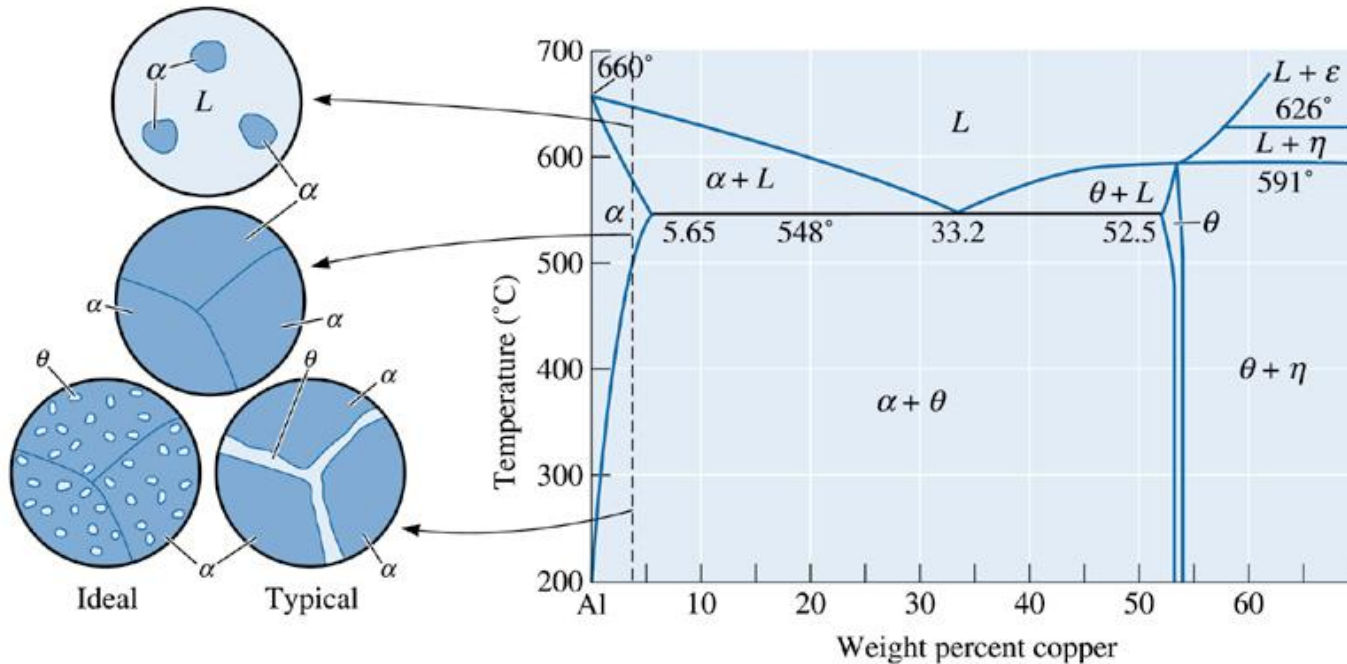 α
L
α
α
α
α
θ
α
Ideal
θ
α
α
Typical
700
600
500
400
300
200
Temperature (°C)
660°
L
L + ε
626°
L + η
591°
α + L
θ + L
α
5.65
548°
33.2
52.5
θ
α + θ
θ + η
Al
10
20
30
40
50
60
Weight percent copper